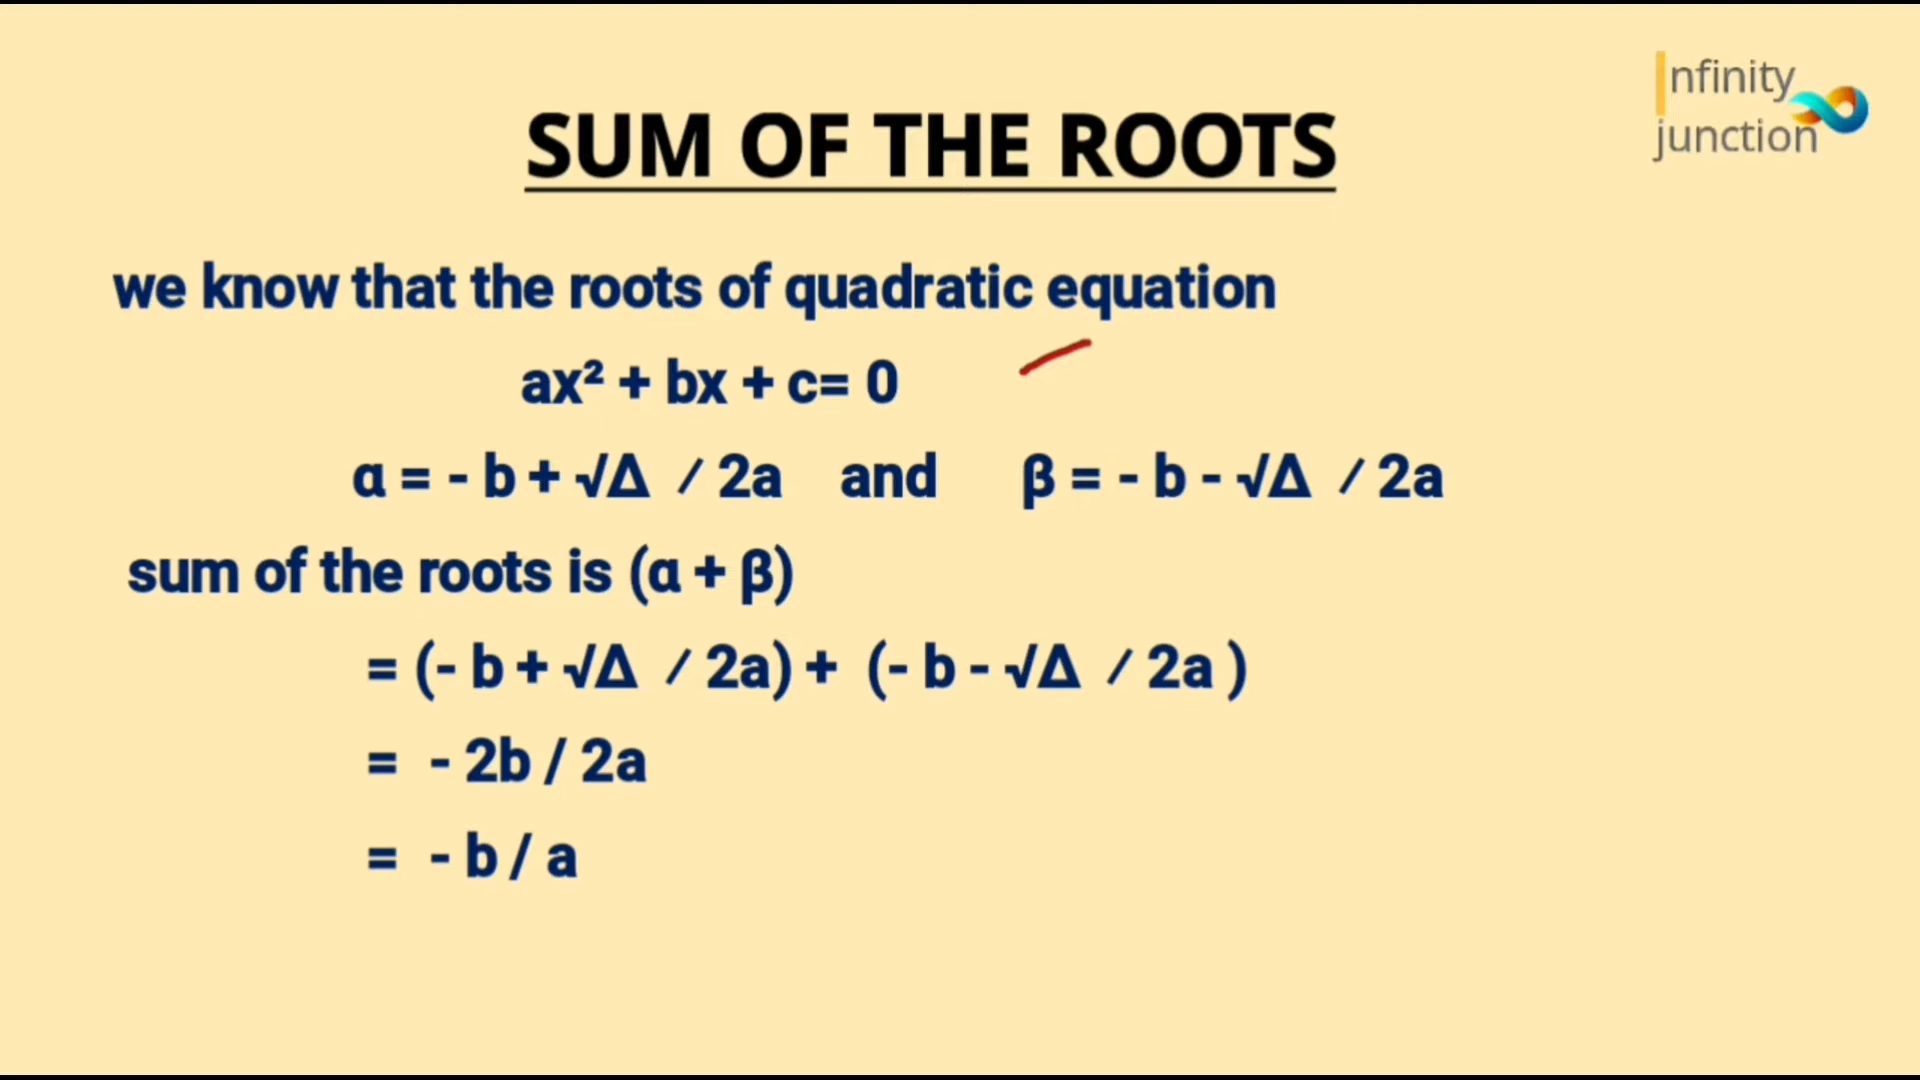 Infinity
junction
SUM OF THE ROOTS
we know that the roots of quadratic equation
ax² + bx + c= 0
α = - b + √Δ / 2a and β = - b - √Δ / 2a
sum of the roots is (α + β)
= (- b + √Δ / 2a) + (- b - √Δ / 2a )
= - 2b / 2a
= - b / a